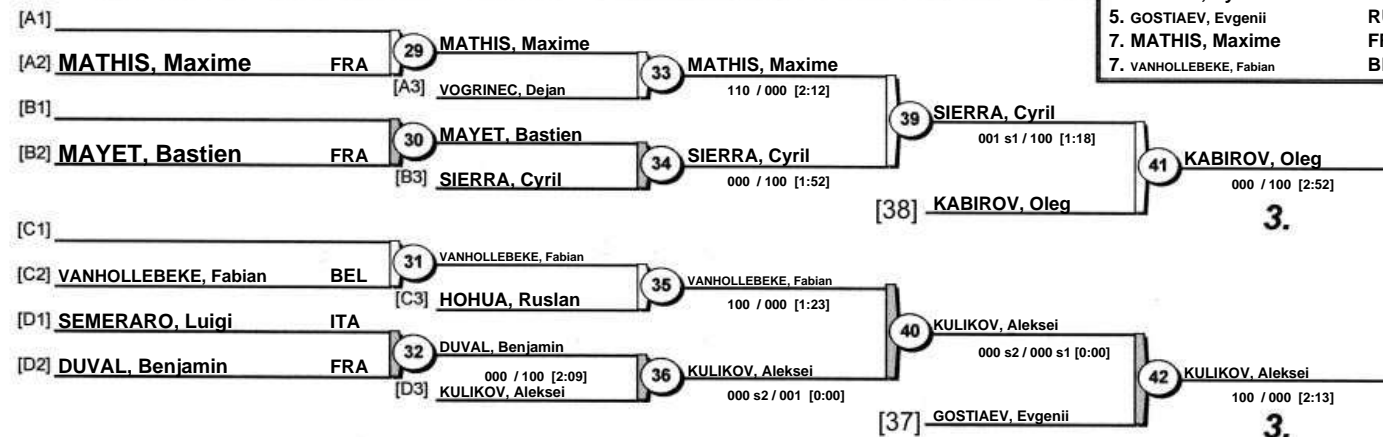 5. GOSTIAEV, Evgenii
7. MATHIS, Maxime
7. VANHOLLEBEKE, Fabian
[A1]
[A2] MATHIS, Maxime FRA
29
MATHIS, Maxime
[A3] VOGRINEC, Dejan
33
MATHIS, Maxime
110 / 000 [2:12]
[B1]
[B2] MAYET, Bastien FRA
30
MAYET, Bastien
[B3] SIERRA, Cyril
34
SIERRA, Cyril
000 / 100 [1:52]
39
SIERRA, Cyril
001 s1 / 100 [1:18]
[38] KABIROV, Oleg
41
KABIROV, Oleg
000 / 100 [2:52]
3.
[C1]
[C2] VANHOLLEBEKE, Fabian BEL
31
VANHOLLEBEKE, Fabian
[C3] HOHUA, Ruslan
35
VANHOLLEBEKE, Fabian
100 / 000 [1:23]
[D1] SEMERARO, Luigi ITA
[D2] DUVAL, Benjamin FRA
32
DUVAL, Benjamin
000 / 100 [2:09]
[D3] KULIKOV, Aleksei
36
KULIKOV, Aleksei
000 s2 / 001 [0:00]
40
KULIKOV, Aleksei
000 s2 / 000 s1 [0:00]
[37] GOSTIAEV, Evgenii
42
KULIKOV, Aleksei
100 / 000 [2:13]
3.